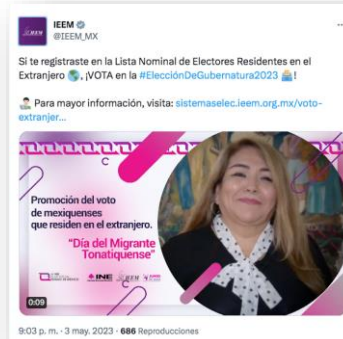 IEEM
@IEEM_MX
Si te registraste en la Lista Nominal de Electores Residentes en el
Extranjero 🌎, ¡VOTA en la #ElecciónDeGubernatura2023 🗳️!
Para mayor información, visita: sistemaselec.ieem.org.mx/voto-
extranjer...
Promoción del voto
de mexiquenses
que residen en el extranjero.
"Día del Migrante
Tonatiquense"
INE
IEEM
0:09
9:03 p. m. · 3 may. 2023 · 686 Reproducciones